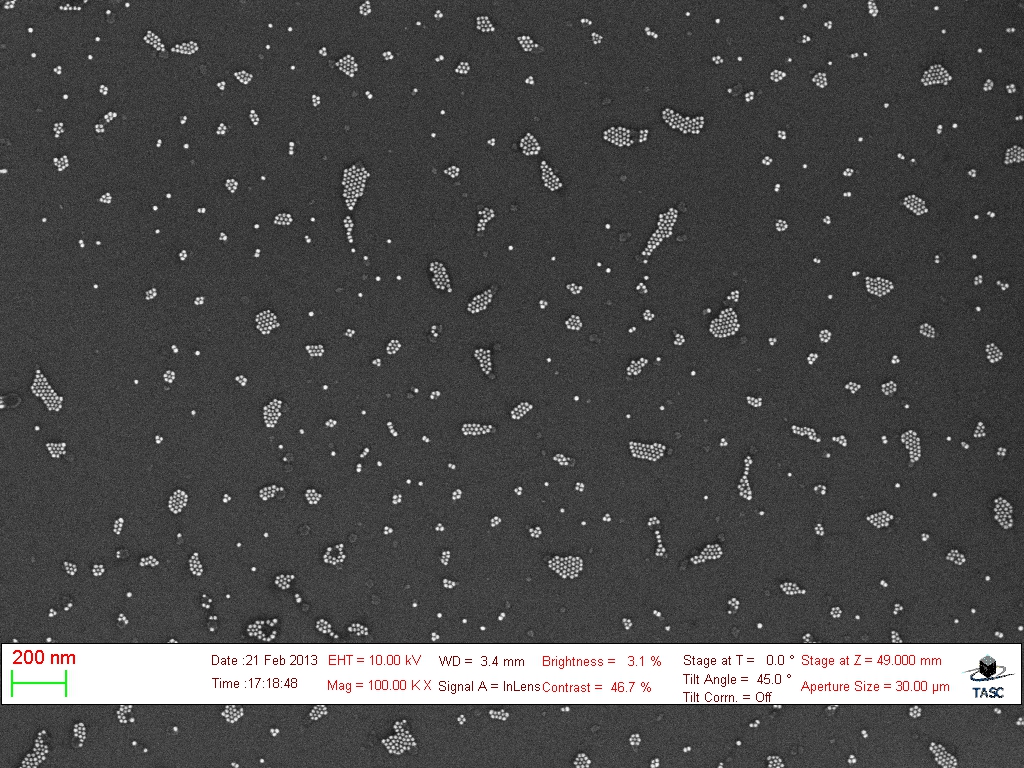 200 nm
Date :21 Feb 2013 EHT = 10.00 kV WD = 3.4 mm Brightness = 3.1 % Stage at T = 0.0 ° Stage at Z = 49.000 mm
Time :17:18:48 Mag = 100.00 K X Signal A = InLens Contrast = 46.7 % Tilt Angle = 45.0 ° Aperture Size = 30.00 µm
Tilt Corrn. = Off
TASC